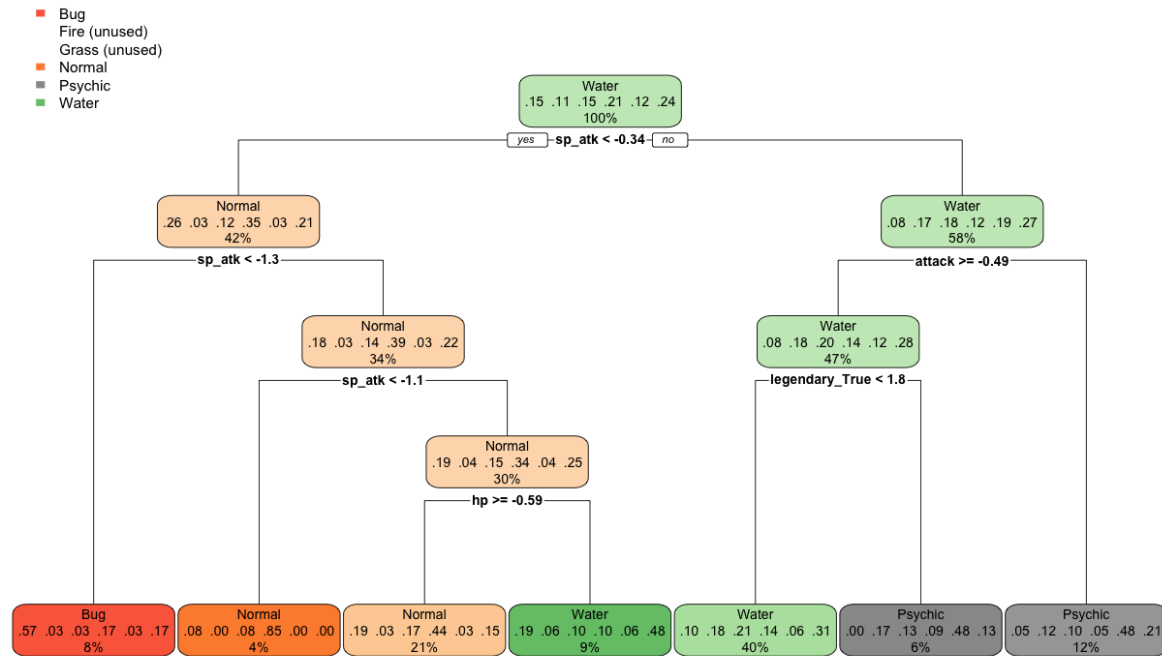 Bug
Fire (unused)
Grass (unused)
Normal
Psychic
Water
Water
.15 .11 .15 .21 .12 .24
100%
yes sp_atk < -0.34 no
Normal
.26 .03 .12 .35 .03 .21
42%
sp_atk < -1.3
Water
.08 .17 .18 .12 .19 .27
58%
attack >= -0.49
Normal
.18 .03 .14 .39 .03 .22
34%
sp_atk < -1.1
Water
.08 .18 .20 .14 .12 .28
47%
legendary_True < 1.8
Normal
.19 .04 .15 .34 .04 .25
30%
hp >= -0.59
Bug
.57 .03 .03 .17 .03 .17
8%
Normal
.08 .00 .08 .85 .00 .00
4%
Normal
.19 .03 .17 .44 .03 .15
21%
Water
.19 .06 .10 .10 .06 .48
9%
Water
.10 .18 .21 .14 .06 .31
40%
Psychic
.00 .17 .13 .09 .48 .13
6%
Psychic
.05 .12 .10 .05 .48 .21
12%